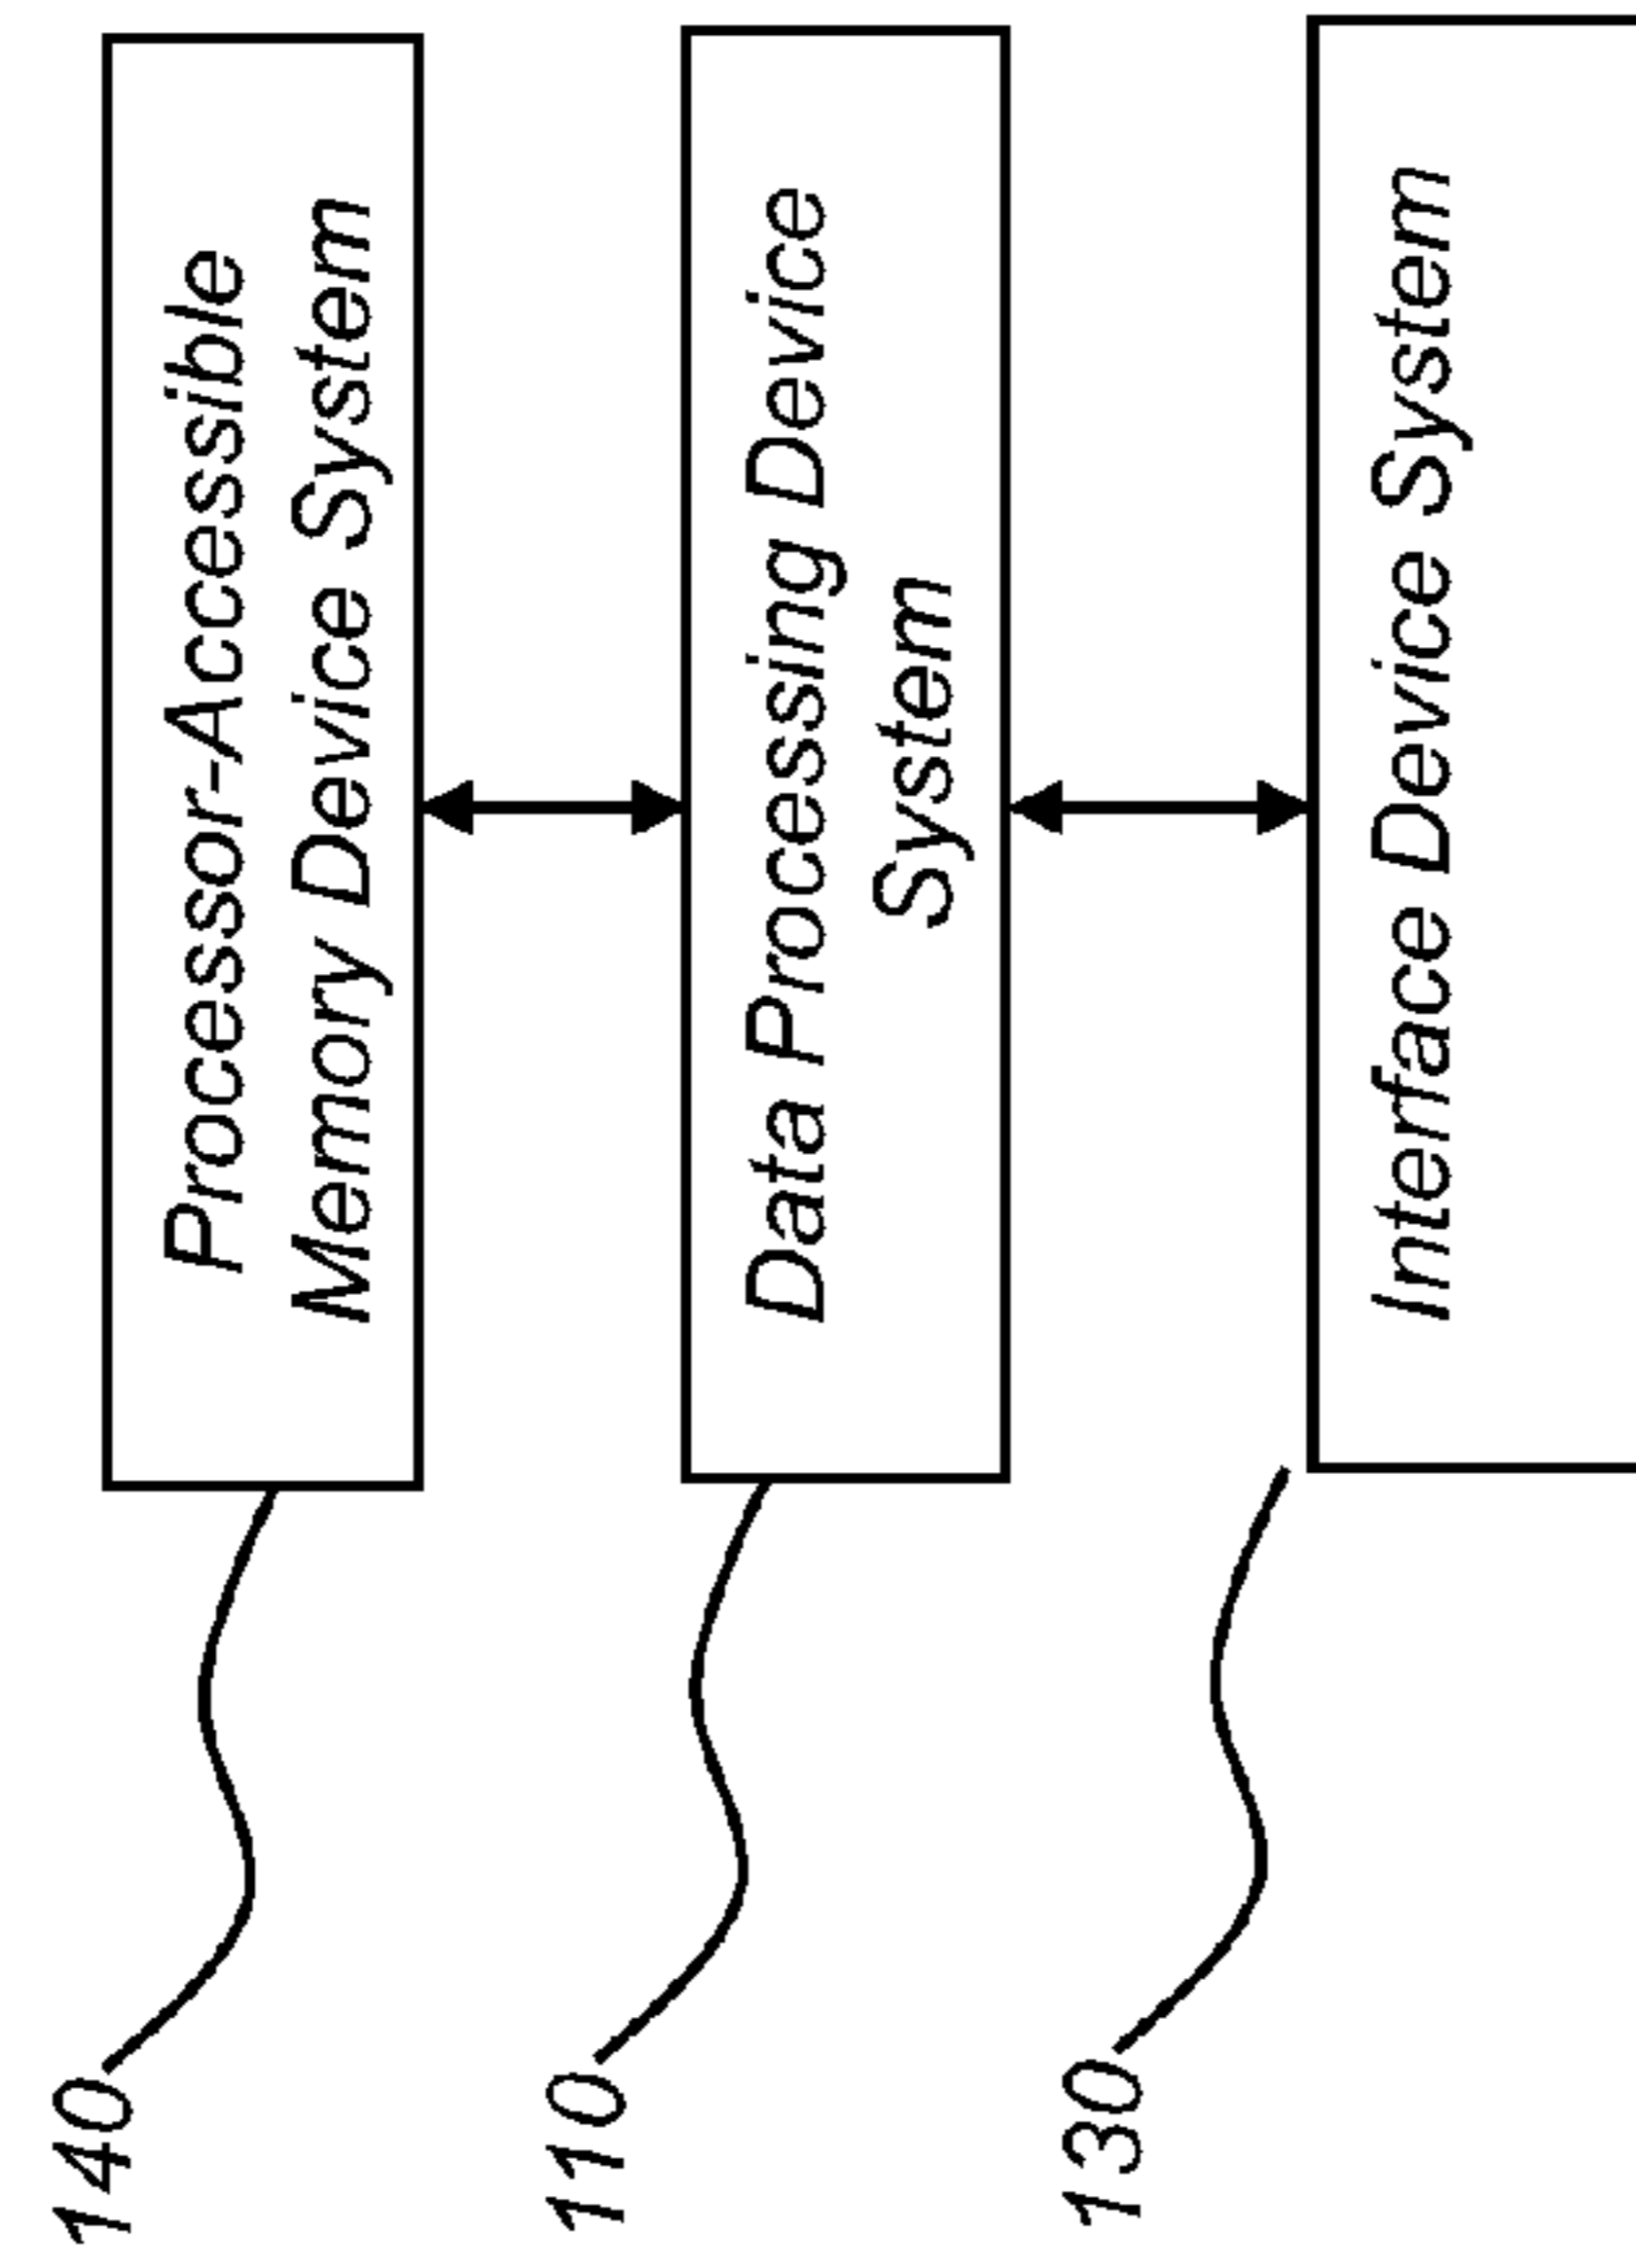 140
Processor-Accessible
Memory Device System
110
Data Processing Device
System
130
Interface Device System